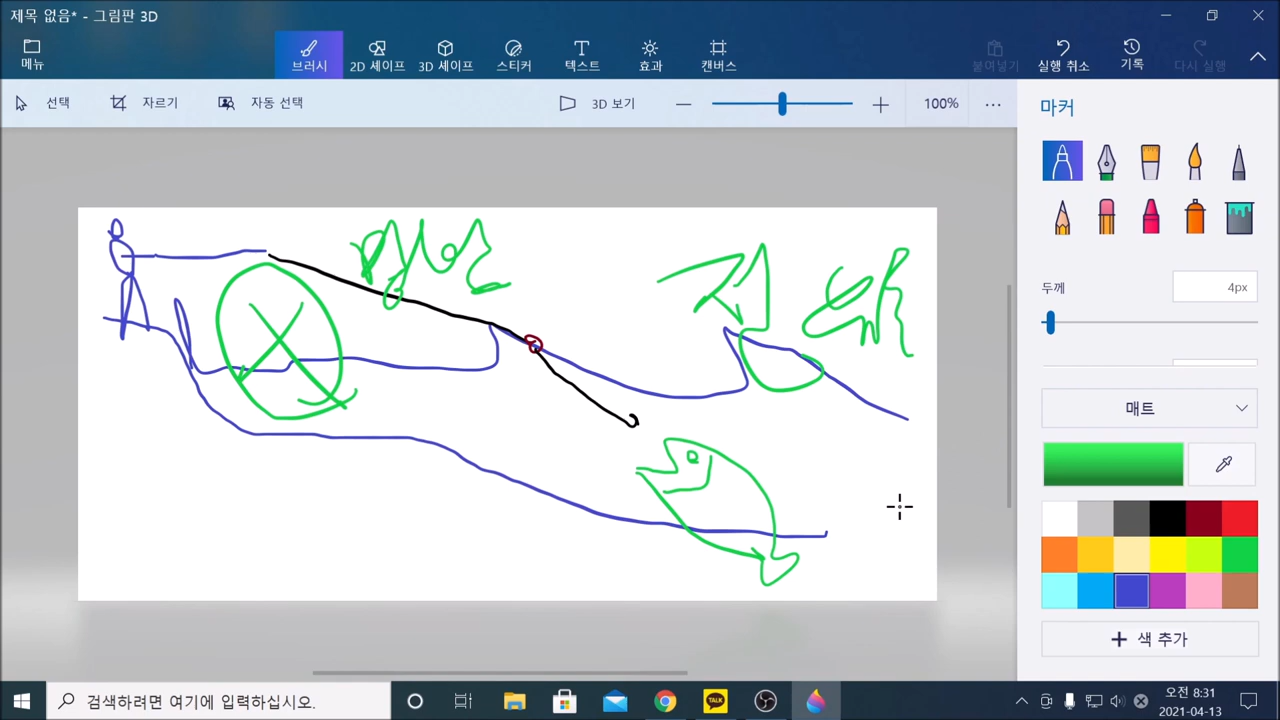 제목 없음* - 그림판 3D
메뉴
브러시
2D 셰이프
3D 셰이프
스티커
텍스트
효과
캔버스
붙여넣기
실행 취소
기록
다시 실행
선택
자르기
자동 선택
3D 보기
100%
마커
두께
4px
매트
색 추가
검색하려면 여기에 입력하십시오.
TALK
오전 8:31
2021-04-13